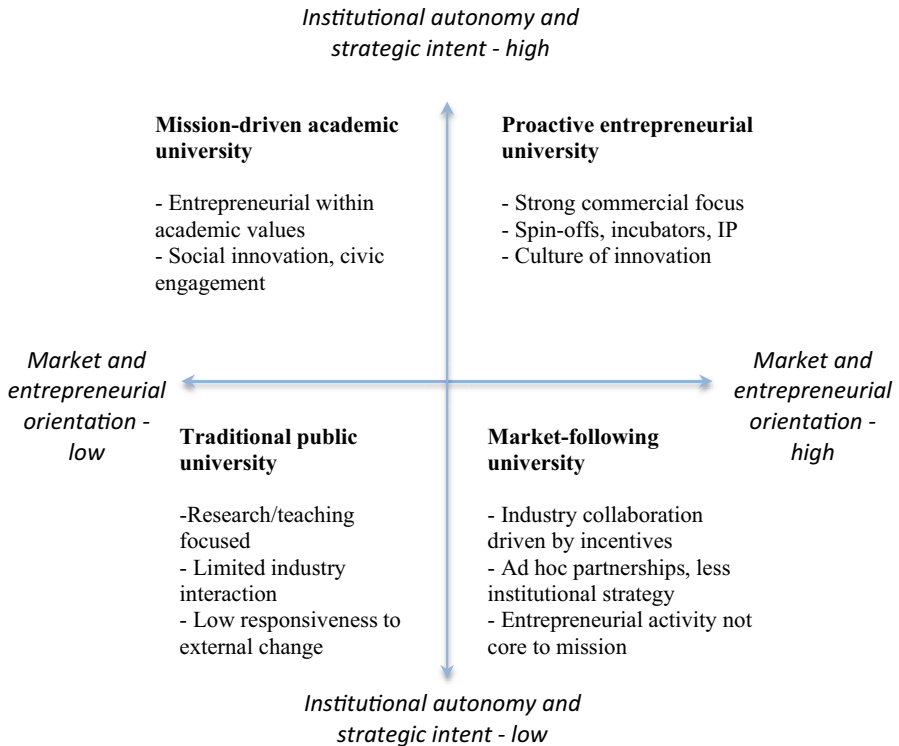 Institutional autonomy and
strategic intent - high
Mission-driven academic
university
- Entrepreneurial within
academic values
- Social innovation, civic
engagement
Proactive entrepreneurial
university
- Strong commercial focus
- Spin-offs, incubators, IP
- Culture of innovation
Market and
entrepreneurial
orientation -
low
Market and
entrepreneurial
orientation -
high
Traditional public
university
-Research/teaching
focused
- Limited industry
interaction
- Low responsiveness to
external change
Market-following
university
- Industry collaboration
driven by incentives
- Ad hoc partnerships, less
institutional strategy
- Entrepreneurial activity not
core to mission
Institutional autonomy and
strategic intent - low